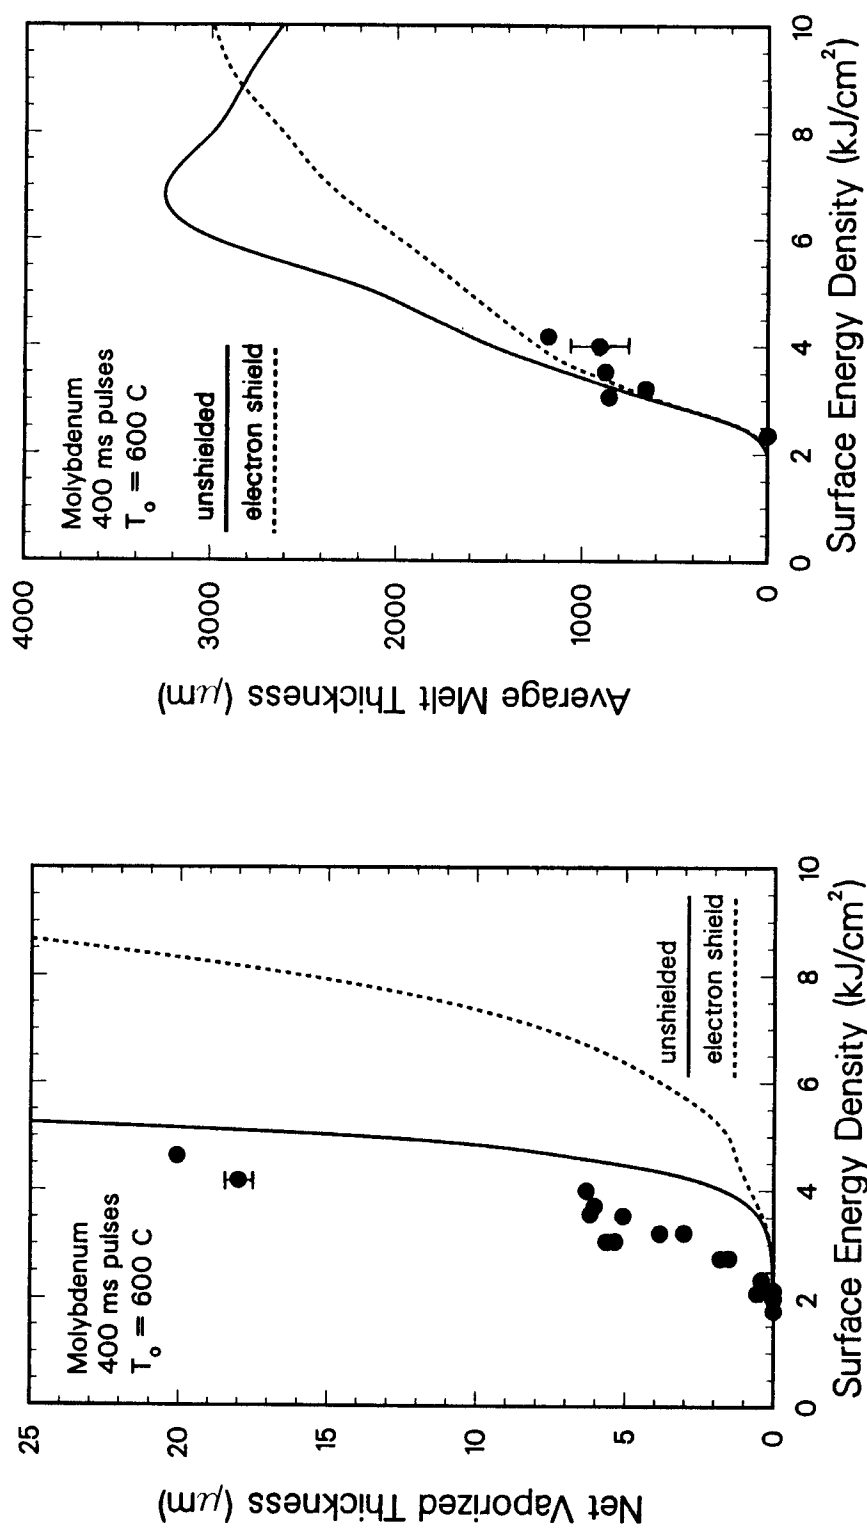 Net Vaporized Thickness (μm)
25
20
15
10
5
0
Molybdenum
400 ms pulses
To = 600 C
unshielded
electron shield
0
2
4
6
8
10
Surface Energy Density (kJ/cm2)
Average Melt Thickness (μm)
4000
3000
2000
1000
0
Molybdenum
400 ms pulses
To = 600 C
unshielded
electron shield
0
2
4
6
8
10
Surface Energy Density (kJ/cm2)